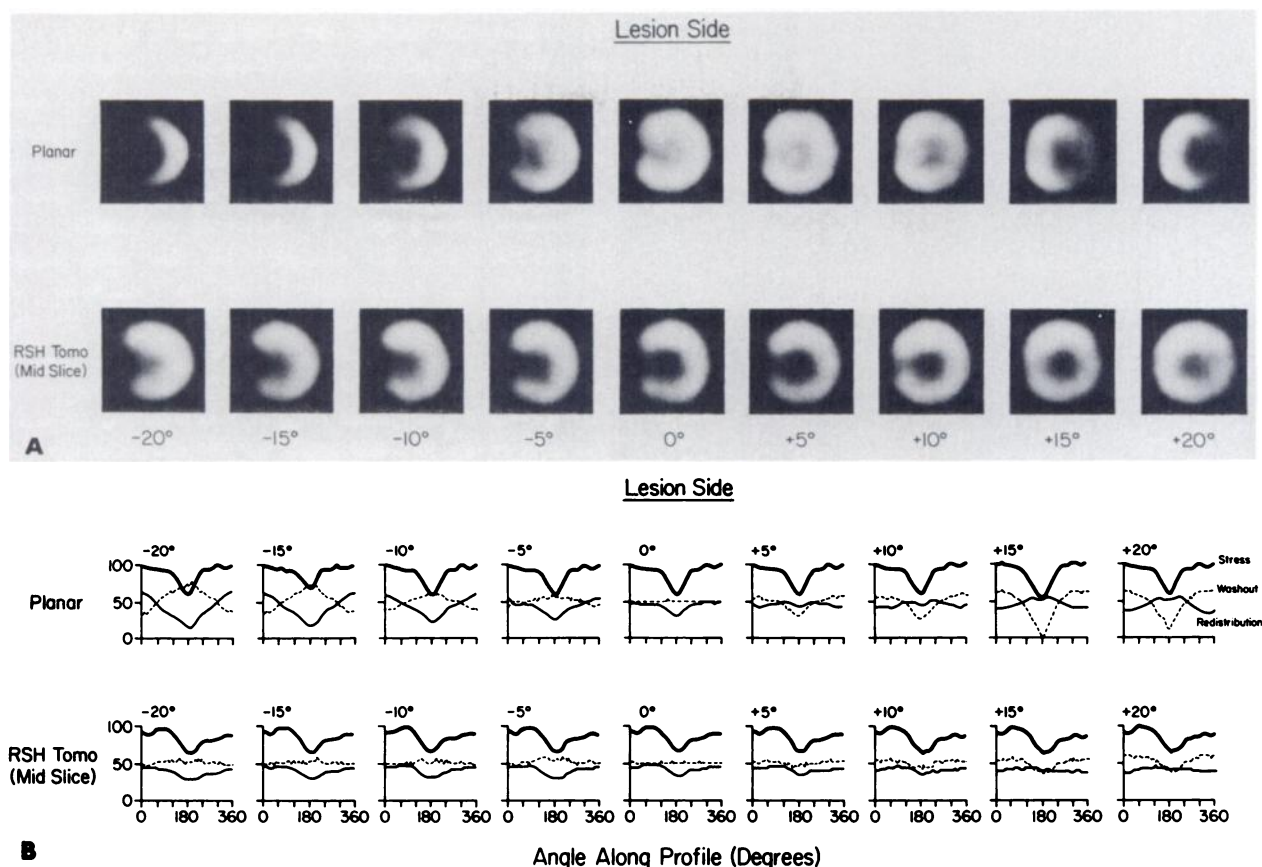 Lesion Side
Planar
RSH Tomo
(Mid Slice)
-20° -15° -10° -5° 0° +5° +10° +15° +20°
A
Lesion Side
-20° -15° -10° -5° 0° +5° +10° +15° +20°
Planar
100
50
0
Stress
Washout
Redistribution
-20° -15° -10° -5° 0° +5° +10° +15° +20°
RSH Tomo
(Mid Slice)
100
50
0
0 180 360 0 180 360 0 180 360 0 180 360 0 180 360 0 180 360 0 180 360 0 180 360 0 180 360
B
Angle Along Profile (Degrees)